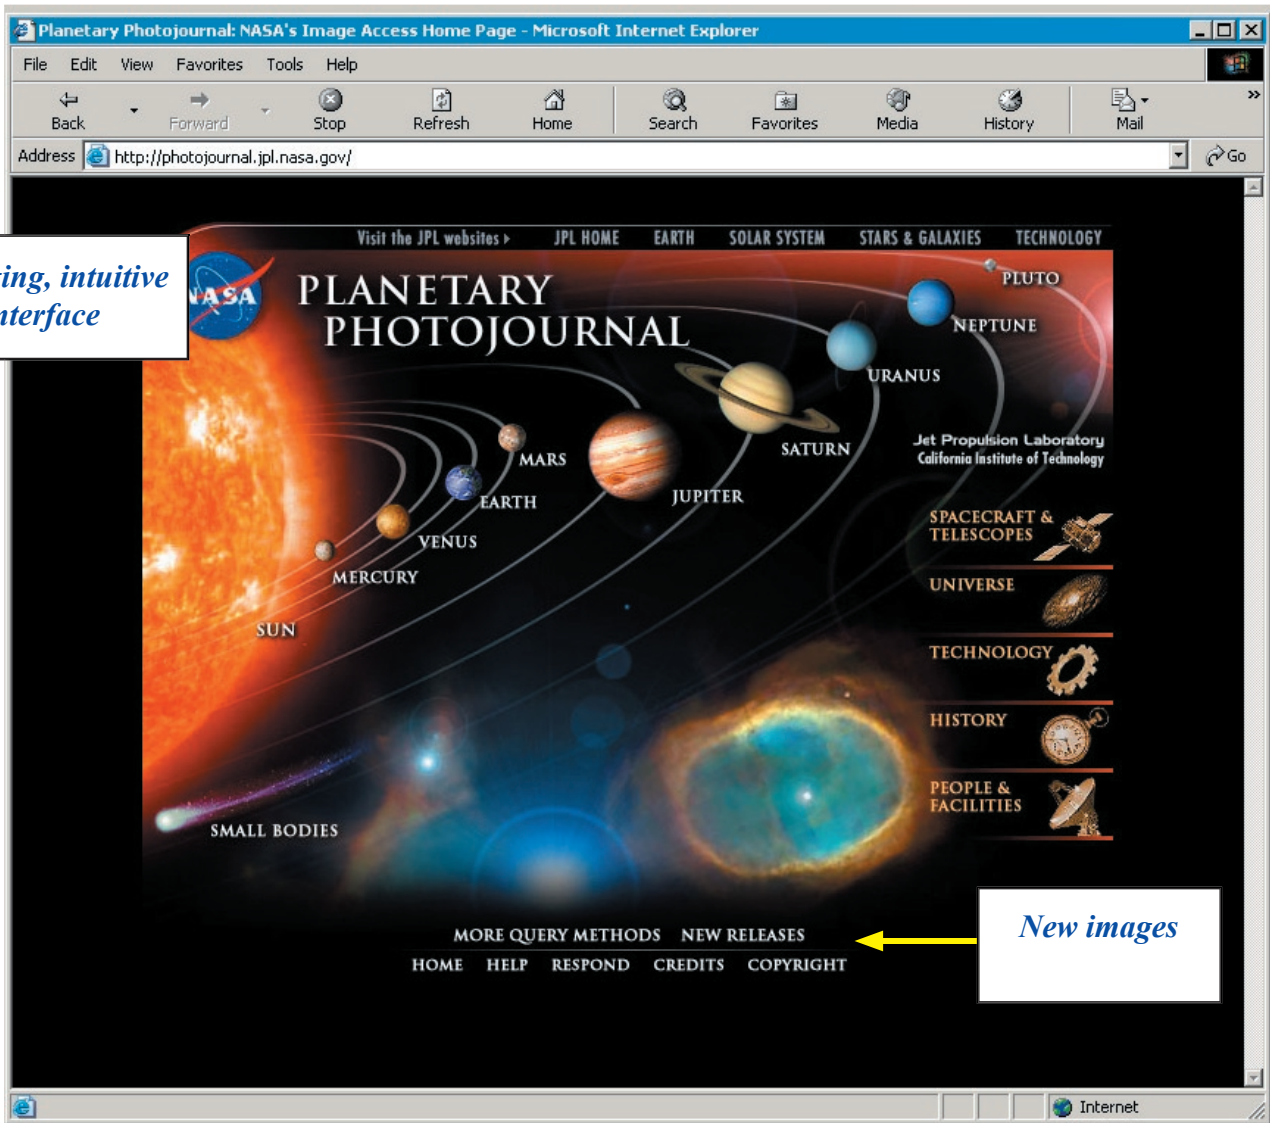 Planetary Photojournal: NASA's Image Access Home Page - Microsoft Internet Explorer
File Edit View Favorites Tools Help
Back Forward Stop Refresh Home Search Favorites Media History Mail
Address http://photojournal.jpl.nasa.gov/ Go
Visit the JPL websites JPL HOME EARTH SOLAR SYSTEM STARS & GALAXIES TECHNOLOGY
intuitive
NASA
PLANETARY
PHOTOJOURNAL
PLUTO
NEPTUNE
URANUS
SATURN
Jet Propulsion Laboratory
California Institute of Technology
MARS
JUPITER
EARTH
VENUS
MERCURY
SUN
SMALL BODIES
SPACECRAFT &
TELESCOPES
UNIVERSE
TECHNOLOGY
HISTORY
PEOPLE &
FACILITIES
New images
MORE QUERY METHODS NEW RELEASES
HOME HELP RESPOND CREDITS COPYRIGHT
Internet